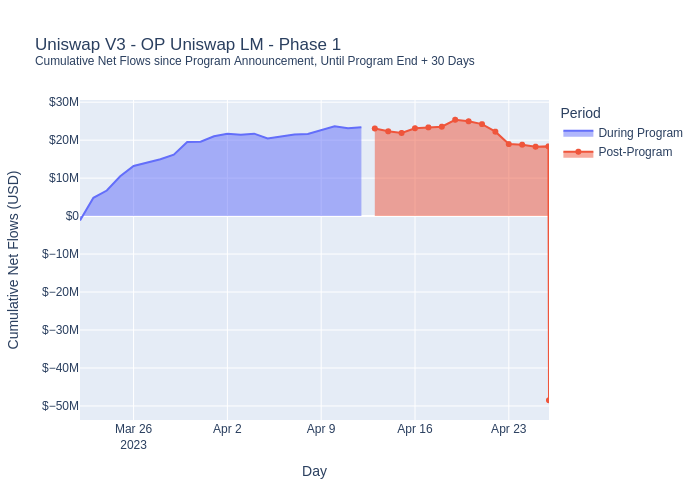 Uniswap V3 - OP Uniswap LM - Phase 1
Cumulative Net Flows since Program Announcement, Until Program End + 30 Days
Period
During Program
Post-Program
Cumulative Net Flows (USD)
$30M
$20M
$10M
$0
$−10M
$−20M
$−30M
$−40M
$−50M
Mar 26
2023
Apr 2
Apr 9
Apr 16
Apr 23
Day